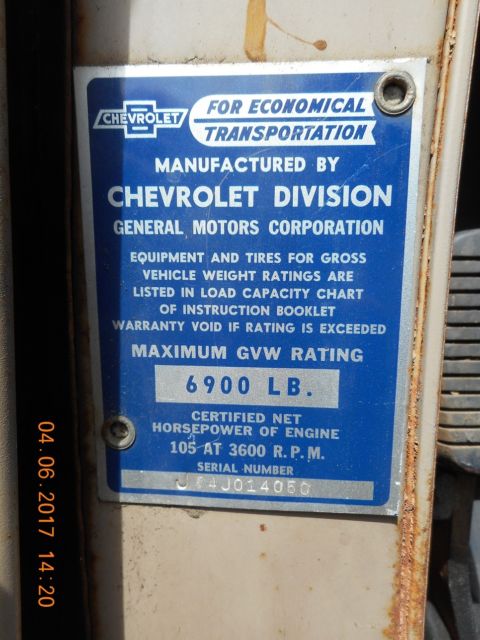 CHEVROLET
FOR ECONOMICAL
TRANSPORTATION
MANUFACTURED BY
CHEVROLET DIVISION
GENERAL MOTORS CORPORATION
EQUIPMENT AND TIRES FOR GROSS
VEHICLE WEIGHT RATINGS ARE
LISTED IN LOAD CAPACITY CHART
OF INSTRUCTION BOOKLET
WARRANTY VOID IF RATING IS EXCEEDED
MAXIMUM GVW RATING
6900 LB.
CERTIFIED NET
HORSEPOWER OF ENGINE
105 AT 3600 R.P.M.
SERIAL NUMBER
04.06.2017 14:20